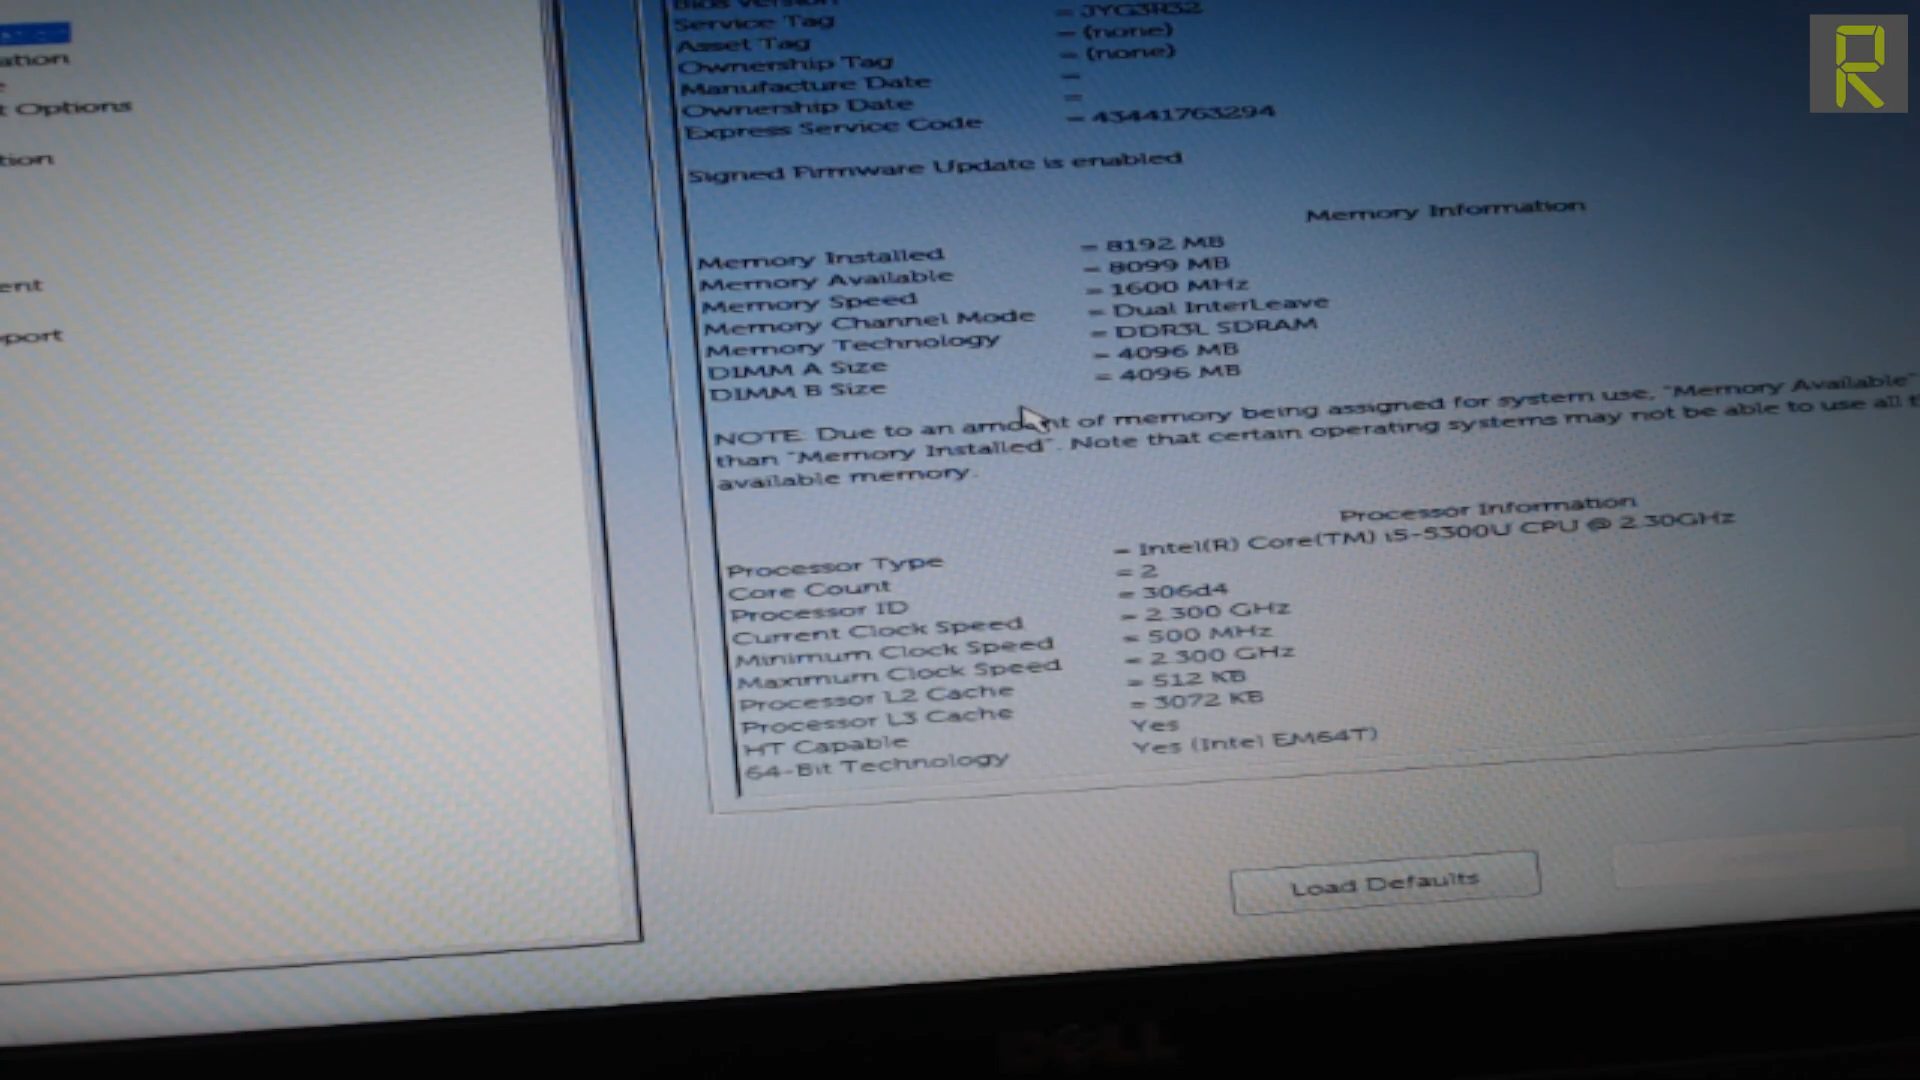 ation
t Options
tion
ent
port
Bios Version
Service Tag = JYG3R32
Asset Tag = (none)
Ownership Tag = (none)
Manufacture Date =
Ownership Date =
Express Service Code = 43441763294
Signed Firmware Update is enabled
Memory Information
Memory Installed = 8192 MB
Memory Available = 8099 MB
Memory Speed = 1600 MHz
Memory Channel Mode = Dual InterLeave
Memory Technology = DDR3L SDRAM
DIMM A Size = 4096 MB
DIMM B Size = 4096 MB
NOTE: Due to an amount of memory being assigned for system use, "Memory Available"
than "Memory Installed". Note that certain operating systems may not be able to use all t
available memory.
Processor Information
Processor Type = Intel(R) Core(TM) i5-5300U CPU @ 2.30GHz
Core Count = 2
Processor ID = 306d4
Current Clock Speed = 2.300 GHz
Minimum Clock Speed = 500 MHz
Maximum Clock Speed = 2.300 GHz
Processor L2 Cache = 512 KB
Processor L3 Cache = 3072 KB
HT Capable Yes
64-Bit Technology Yes (Intel EM64T)
Load Defaults
DELL
R